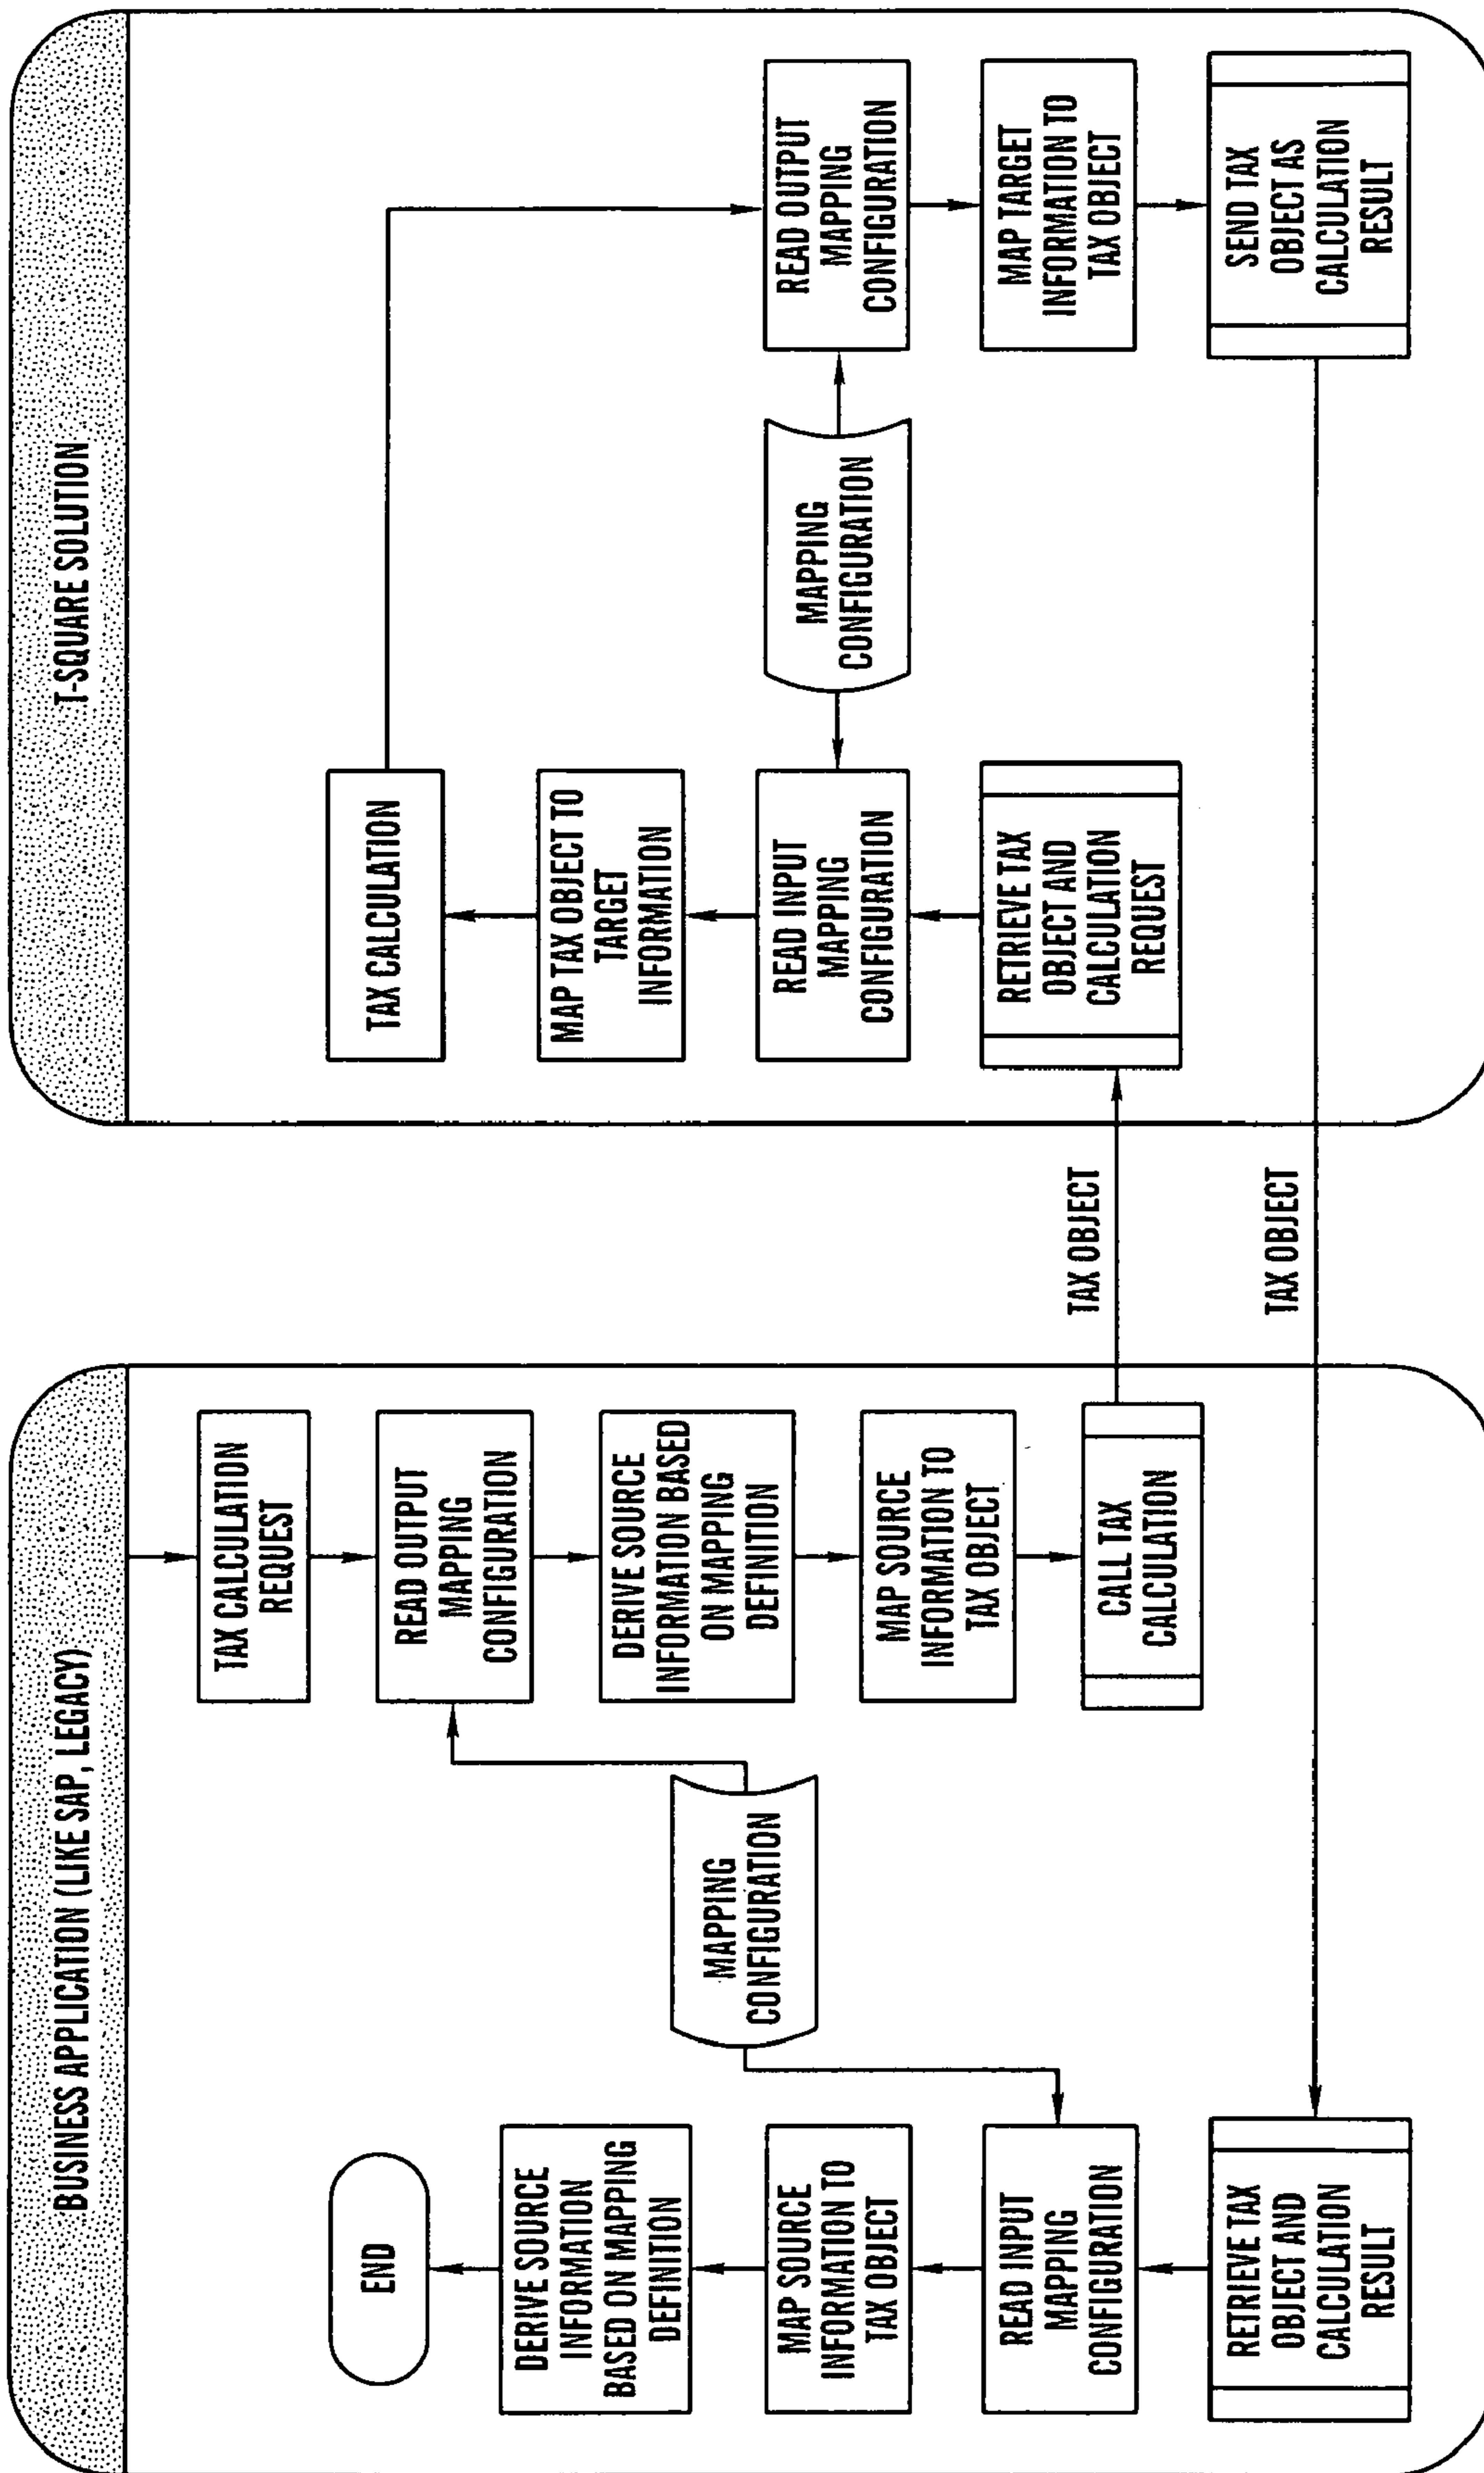 BUSINESS APPLICATION (LIKE SAP, LEGACY)
TAX CALCULATION
REQUEST
READ OUTPUT
MAPPING
CONFIGURATION
DERIVE SOURCE
INFORMATION BASED
ON MAPPING
DEFINITION
MAP SOURCE
INFORMATION TO
TAX OBJECT
CALL TAX
CALCULATION
MAPPING
CONFIGURATION
END
DERIVE SOURCE
INFORMATION
BASED ON MAPPING
DEFINITION
MAP SOURCE
INFORMATION TO
TAX OBJECT
READ INPUT
MAPPING
CONFIGURATION
RETRIEVE TAX
OBJECT AND
CALCULATION
RESULT
TAX OBJECT
TAX OBJECT
T-SQUARE SOLUTION
TAX CALCULATION
MAP TAX OBJECT TO
TARGET
INFORMATION
READ INPUT
MAPPING
CONFIGURATION
RETRIEVE TAX
OBJECT AND
CALCULATION
REQUEST
MAPPING
CONFIGURATION
READ OUTPUT
MAPPING
CONFIGURATION
MAP TARGET
INFORMATION TO
TAX OBJECT
SEND TAX
OBJECT AS
CALCULATION
RESULT